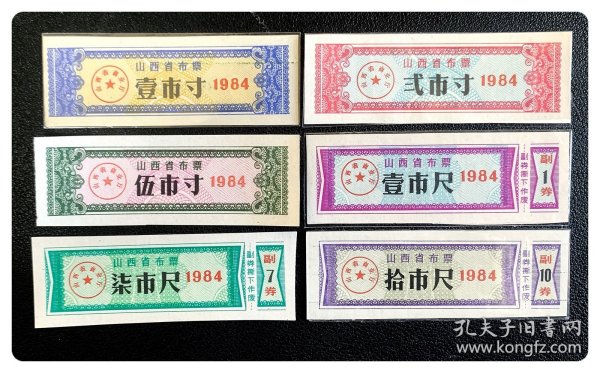 山西省布票
壹市寸 1984
山西省布票
贰市寸 1984
山西省布票
伍市寸 1984
山西省布票
壹市尺 1984
副券撕下作废
副
1
券
山西省布票
柒市尺 1984
副券撕下作废
副
7
券
山西省布票
拾市尺 1984
副券撕下作废
副
10
券
孔夫子旧书网
www.kongfz.com